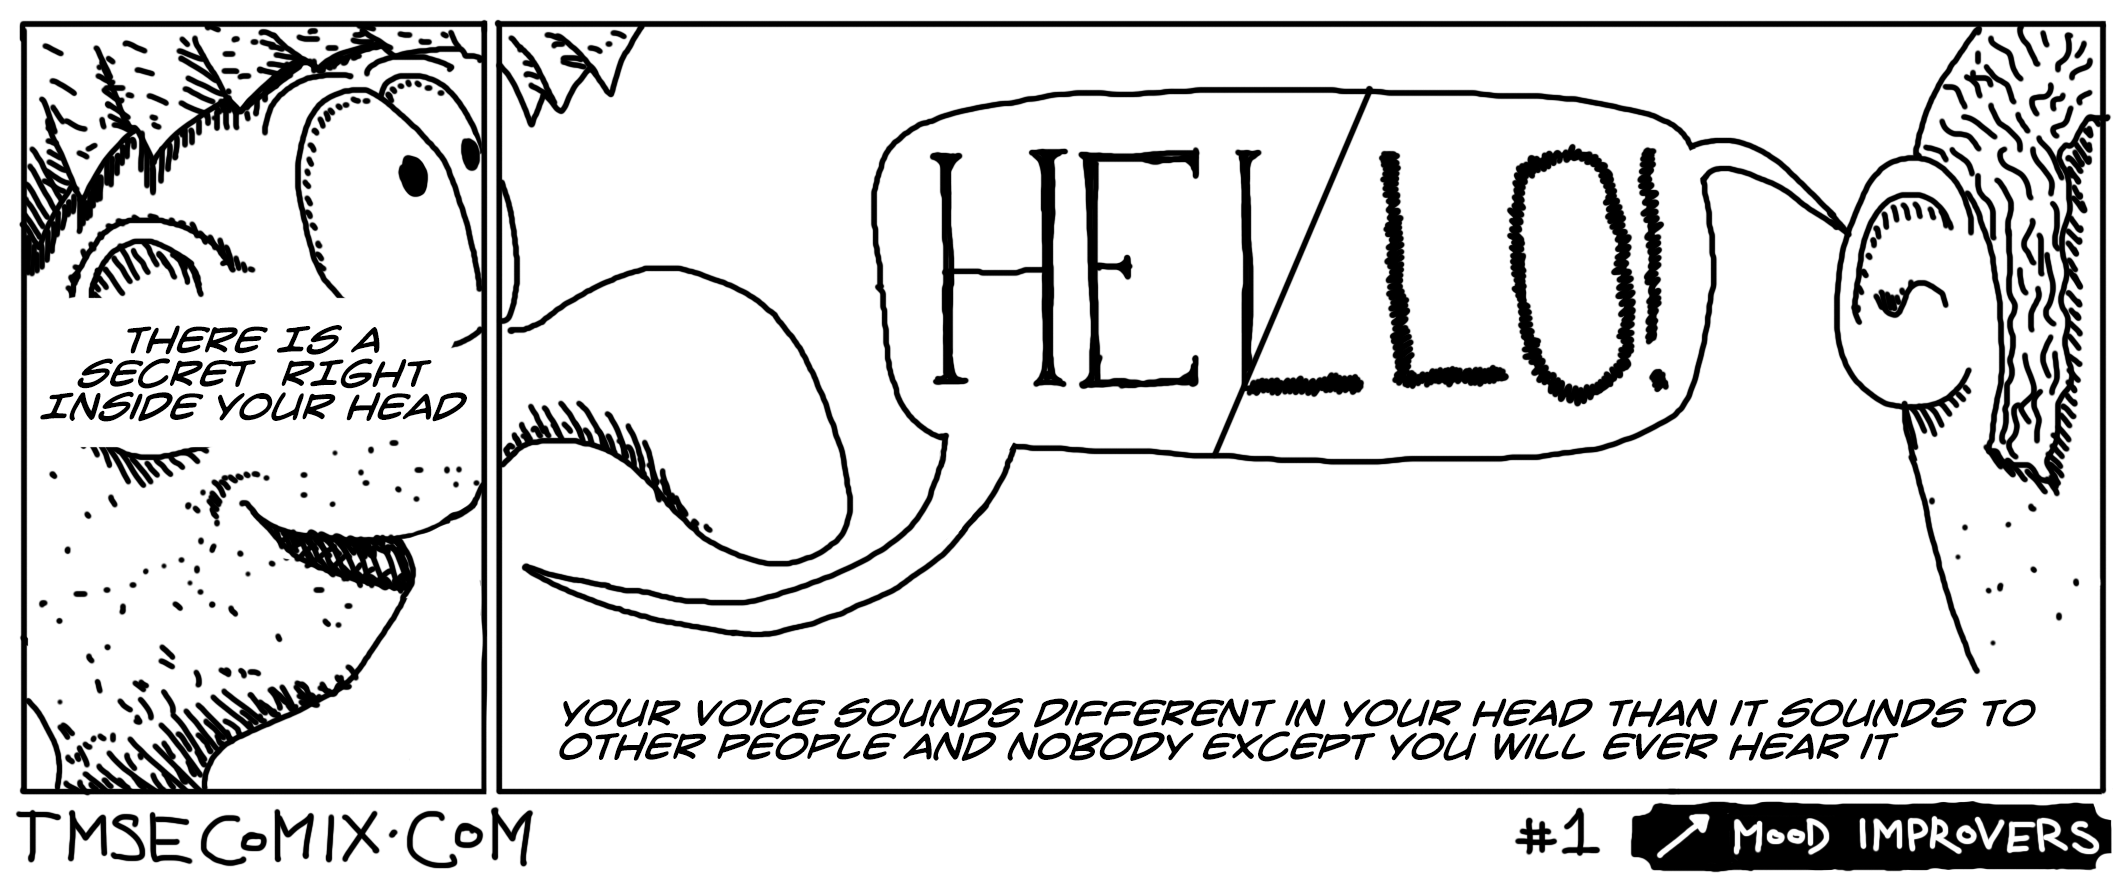 THERE IS A
SECRET RIGHT
INSIDE YOUR HEAD
HELLO!
YOUR VOICE SOUNDS DIFFERENT IN YOUR HEAD THAN IT SOUNDS TO
OTHER PEOPLE AND NOBODY EXCEPT YOU WILL EVER HEAR IT
TMSECOMIX.COM
#1 MOOD IMPROVERS